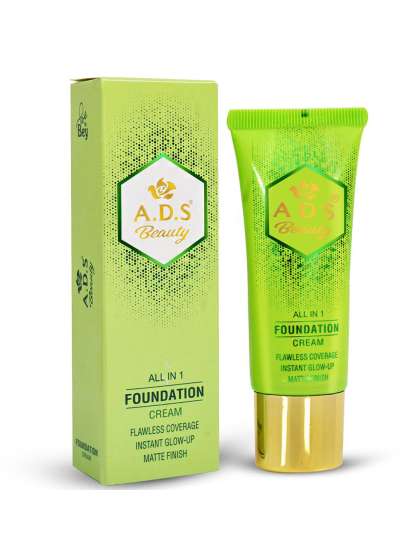 A.D.S
Beauty
ALL IN 1
FOUNDATION
CREAM
FLAWLESS COVERAGE
INSTANT GLOW-UP
MATTE FINISH
Bey
A.D.S
Beauty
FOUNDATION
CREAM
A.D.S
Beauty
ALL IN 1
FOUNDATION
CREAM
FLAWLESS COVERAGE
INSTANT GLOW-UP
MATTE FINISH